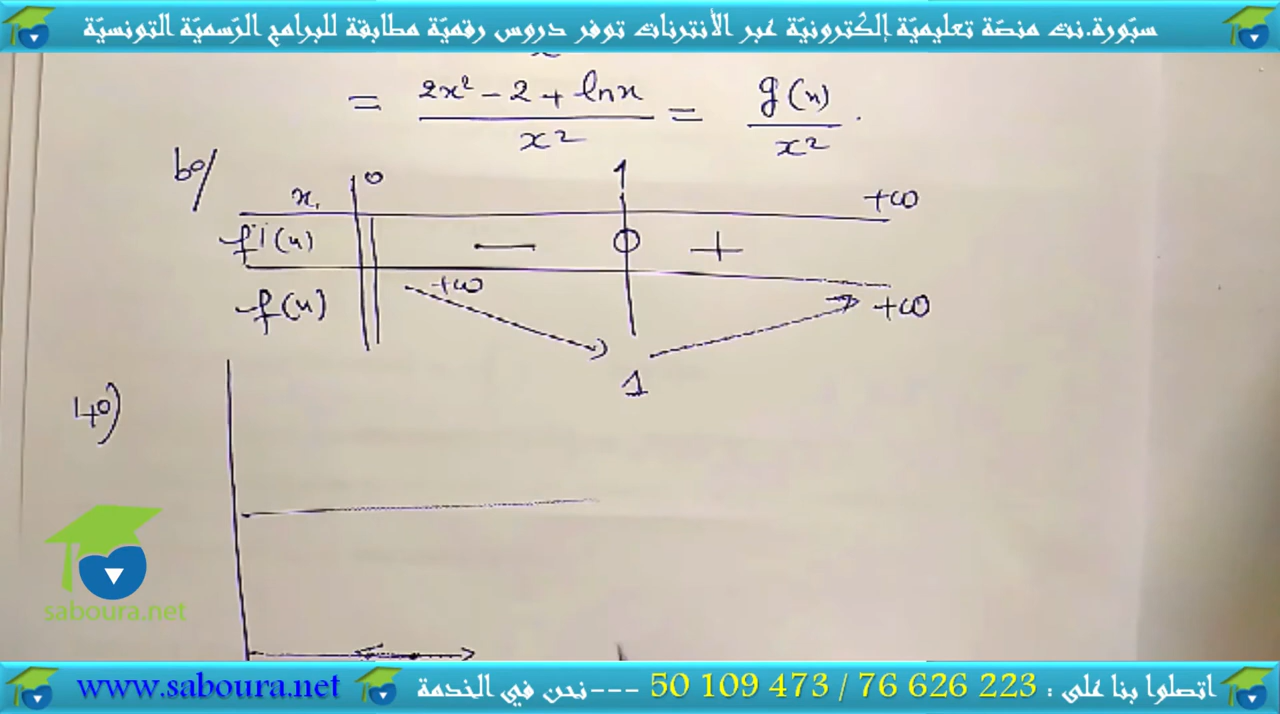 سبّورة.نت منصّة تعليميّة إلكترونيّة عبر الأنترنات توفر دروس رقميّة مطابقة للبرامج الرّسميّة التونسيّة
= (2x² - 2 + ln x) / x² = g(x) / x² .
b°/
x 0 1 +∞
f'(x) - 0 +
f(x) +∞ 1 +∞
4°)
saboura.net
www.saboura.net اتصلوا بنا على : 223 626 76 / 473 109 50 ---نحن في الخدمة